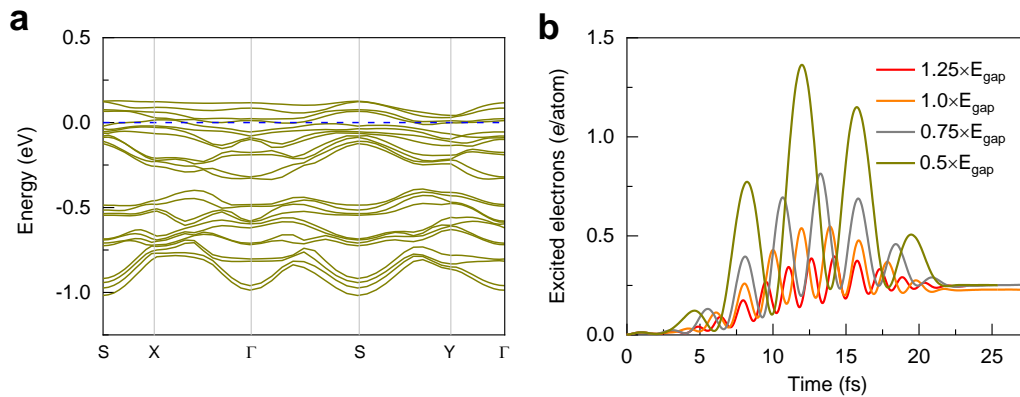 a
b
0.5
0.0
-0.5
-1.0
Energy (eV)
S X Γ S Y Γ
1.5
1.0
0.5
0.0
Excited electrons (e/atom)
1.25×Egap
1.0×Egap
0.75×Egap
0.5×Egap
0 5 10 15 20 25
Time (fs)